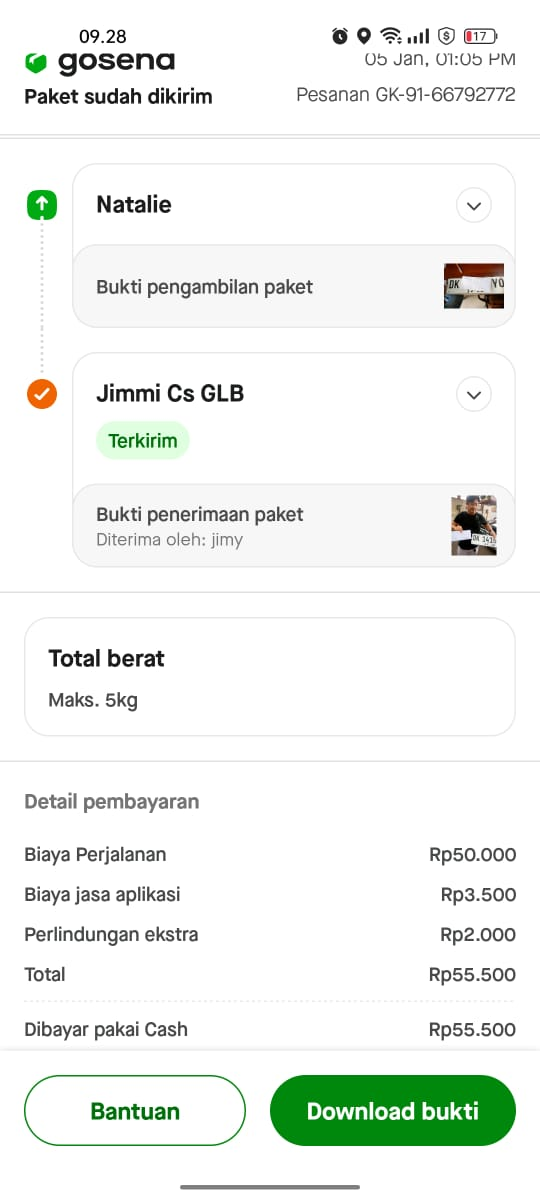 09.28
17
gosend
05 Jan, 01:05 PM
Paket sudah dikirim
Pesanan GK-91-66792772
Natalie
Bukti pengambilan paket
DK
Jimmi Cs GLB
Terkirim
Bukti penerimaan paket
Diterima oleh: jimy
DK 1415
Total berat
Maks. 5kg
Detail pembayaran
Biaya Perjalanan
Rp50.000
Biaya jasa aplikasi
Rp3.500
Perlindungan ekstra
Rp2.000
Total
Rp55.500
Dibayar pakai Cash
Rp55.500
Bantuan
Download bukti